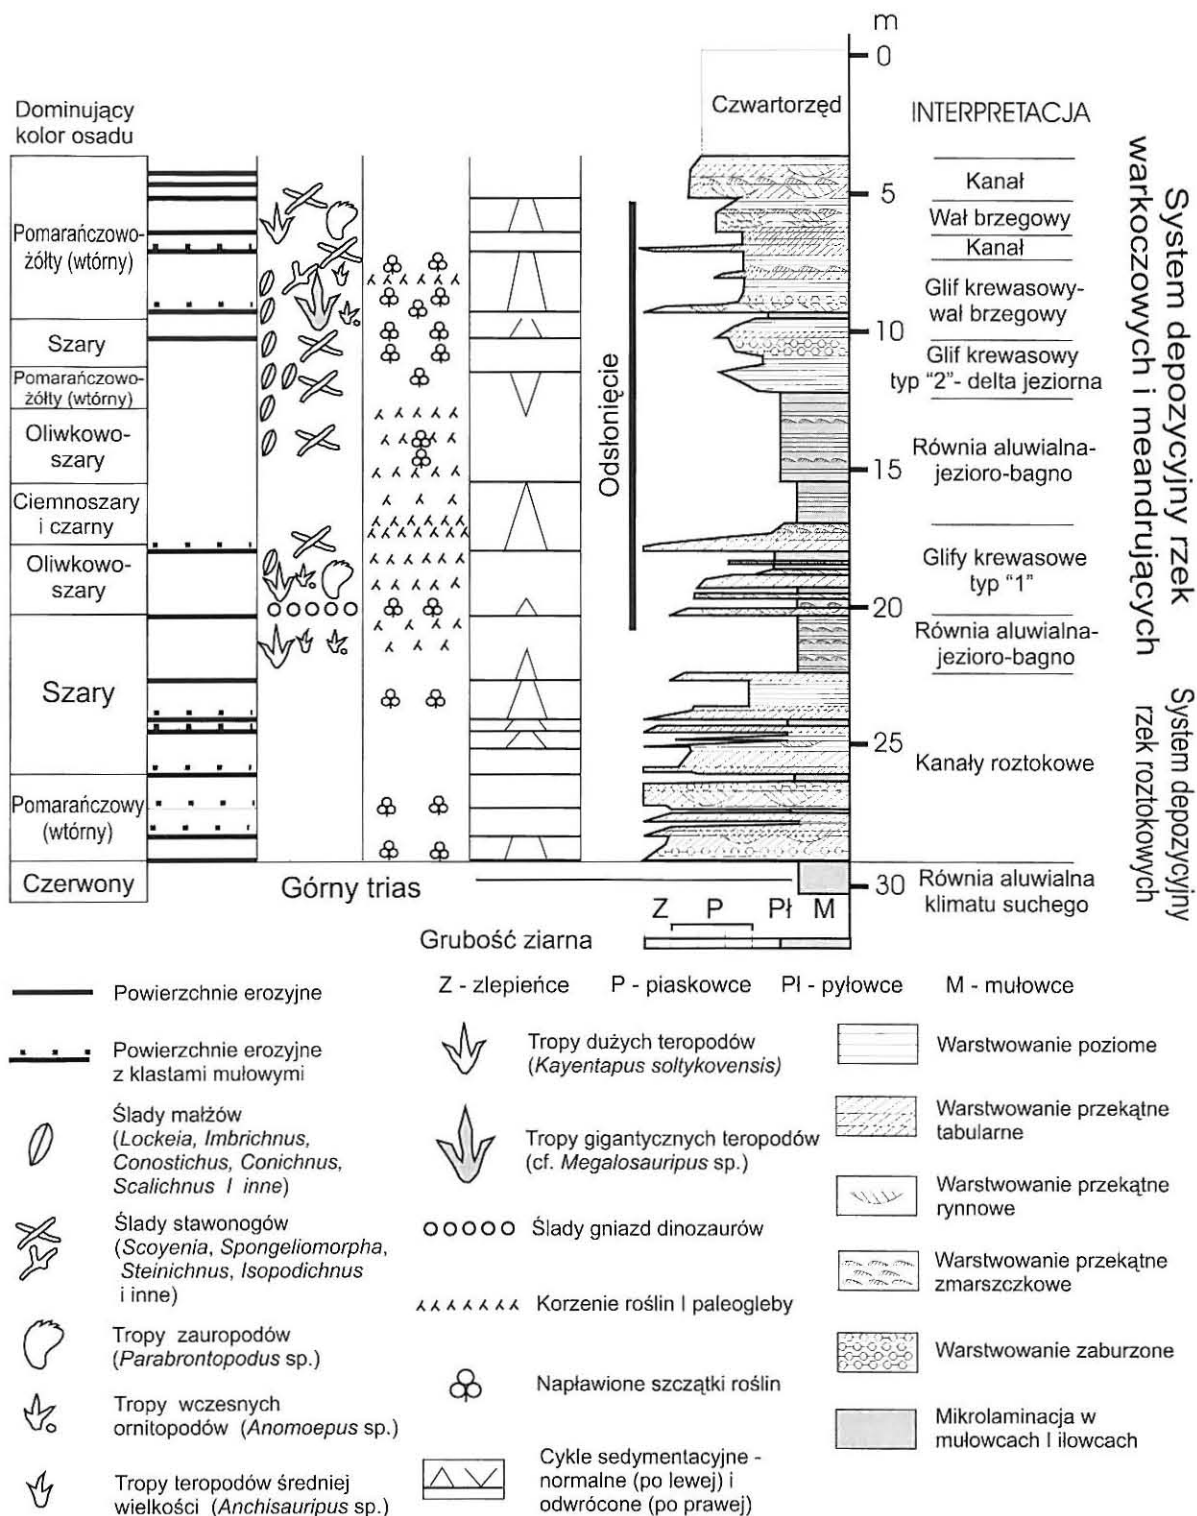 m
0
Czwartorzęd
Dominujący
kolor osadu
INTERPRETACJA
System depozycyjny rzek
warkoczowych i meandrujących
5
Kanał
Wał brzegowy
Pomarańczowo-
żółty (wtórny)
Kanał
Glif krewasowy-
wał brzegowy
10
Szary
Glif krewasowy
typ "2"- delta jeziorna
Pomarańczowo-
żółty (wtórny)
Odsłonięcie
Oliwkowo-
szary
Równia aluwialna-
jezioro-bagno
15
Ciemnoszary
i czarny
Oliwkowo-
szary
Glify krewasowe
typ "1"
20
Równia aluwialna-
jezioro-bagno
Szary
System depozycyjny
rzek roztokowych
25
Kanały roztokowe
Pomarańczowy
(wtórny)
Czerwony
Górny trias
30
Równia aluwialna
klimatu suchego
Z P Pł M
Grubość ziarna
Z - zlepieńce P - piaskowce Pł - pyłowce M - mułowce
Powierzchnie erozyjne
Powierzchnie erozyjne
z klastami mułowymi
Ślady małżów
(Lockeia, Imbrichnus,
Conostichus, Conichnus,
Scalichnus I inne)
Ślady stawonogów
(Scoyenia, Spongeliomorpha,
Steinichnus, Isopodichnus
i inne)
Tropy zauropodów
(Parabrontopodus sp.)
Tropy wczesnych
ornitopodów (Anomoepus sp.)
Tropy teropodów średniej
wielkości (Anchisauripus sp.)
Tropy dużych teropodów
(Kayentapus soltykovensis)
Tropy gigantycznych teropodów
(cf. Megalosauripus sp.)
Ślady gniazd dinozaurów
Korzenie roślin I paleogleby
Napławione szczątki roślin
Cykle sedymentacyjne -
normalne (po lewej) i
odwrócone (po prawej)
Warstwowanie poziome
Warstwowanie przekątne
tabularne
Warstwowanie przekątne
rynnowe
Warstwowanie przekątne
zmarszczkowe
Warstwowanie zaburzone
Mikrolaminacja w
mułowcach I iłowcach